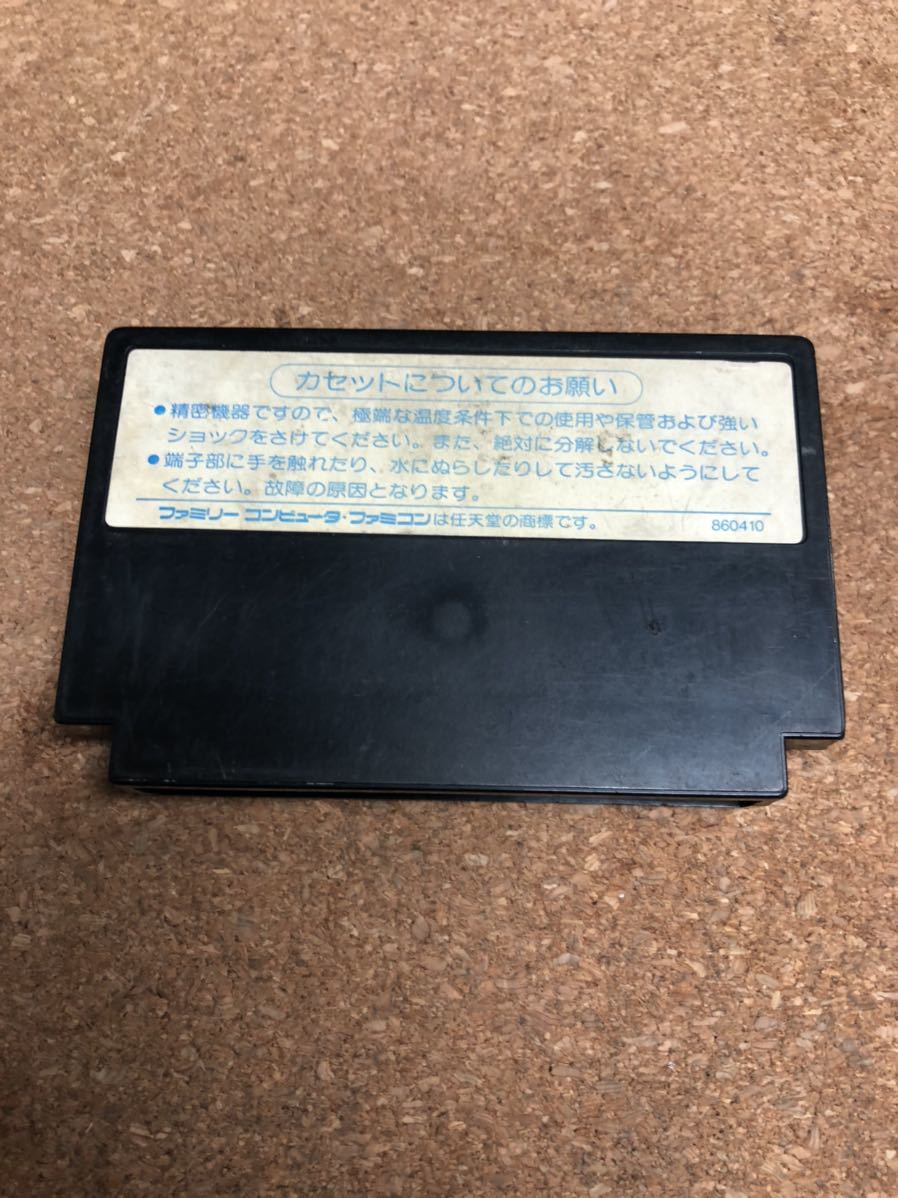 カセットについてのお願い
●精密機器ですので、極端な温度条件下での使用や保管および強い
ショックをさけてください。また、絶対に分解しないでください。
●端子部に手を触れたり、水にぬらしたりして汚さないようにして
ください。故障の原因となります。
ファミリー コンピュータ・ファミコンは任天堂の商標です。 860410